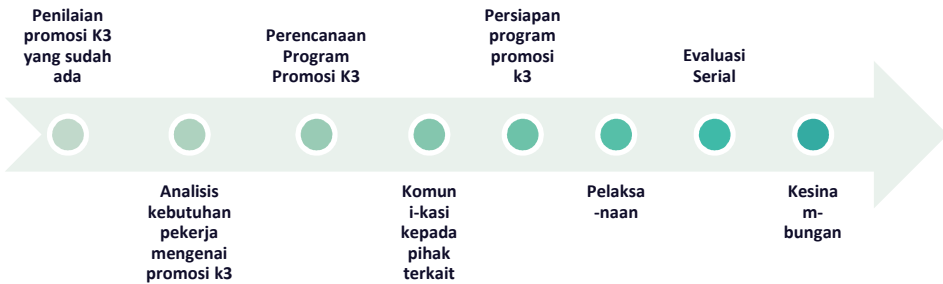 Penilaian
promosi K3
yang sudah
ada
Analisis
kebutuhan
pekerja
mengenai
promosi k3
Perencanaan
Program
Promosi K3
Komun
i-kasi
kepada
pihak
terkait
Persiapan
program
promosi
k3
Pelaksa
-naan
Evaluasi
Serial
Kesina
m-
bungan